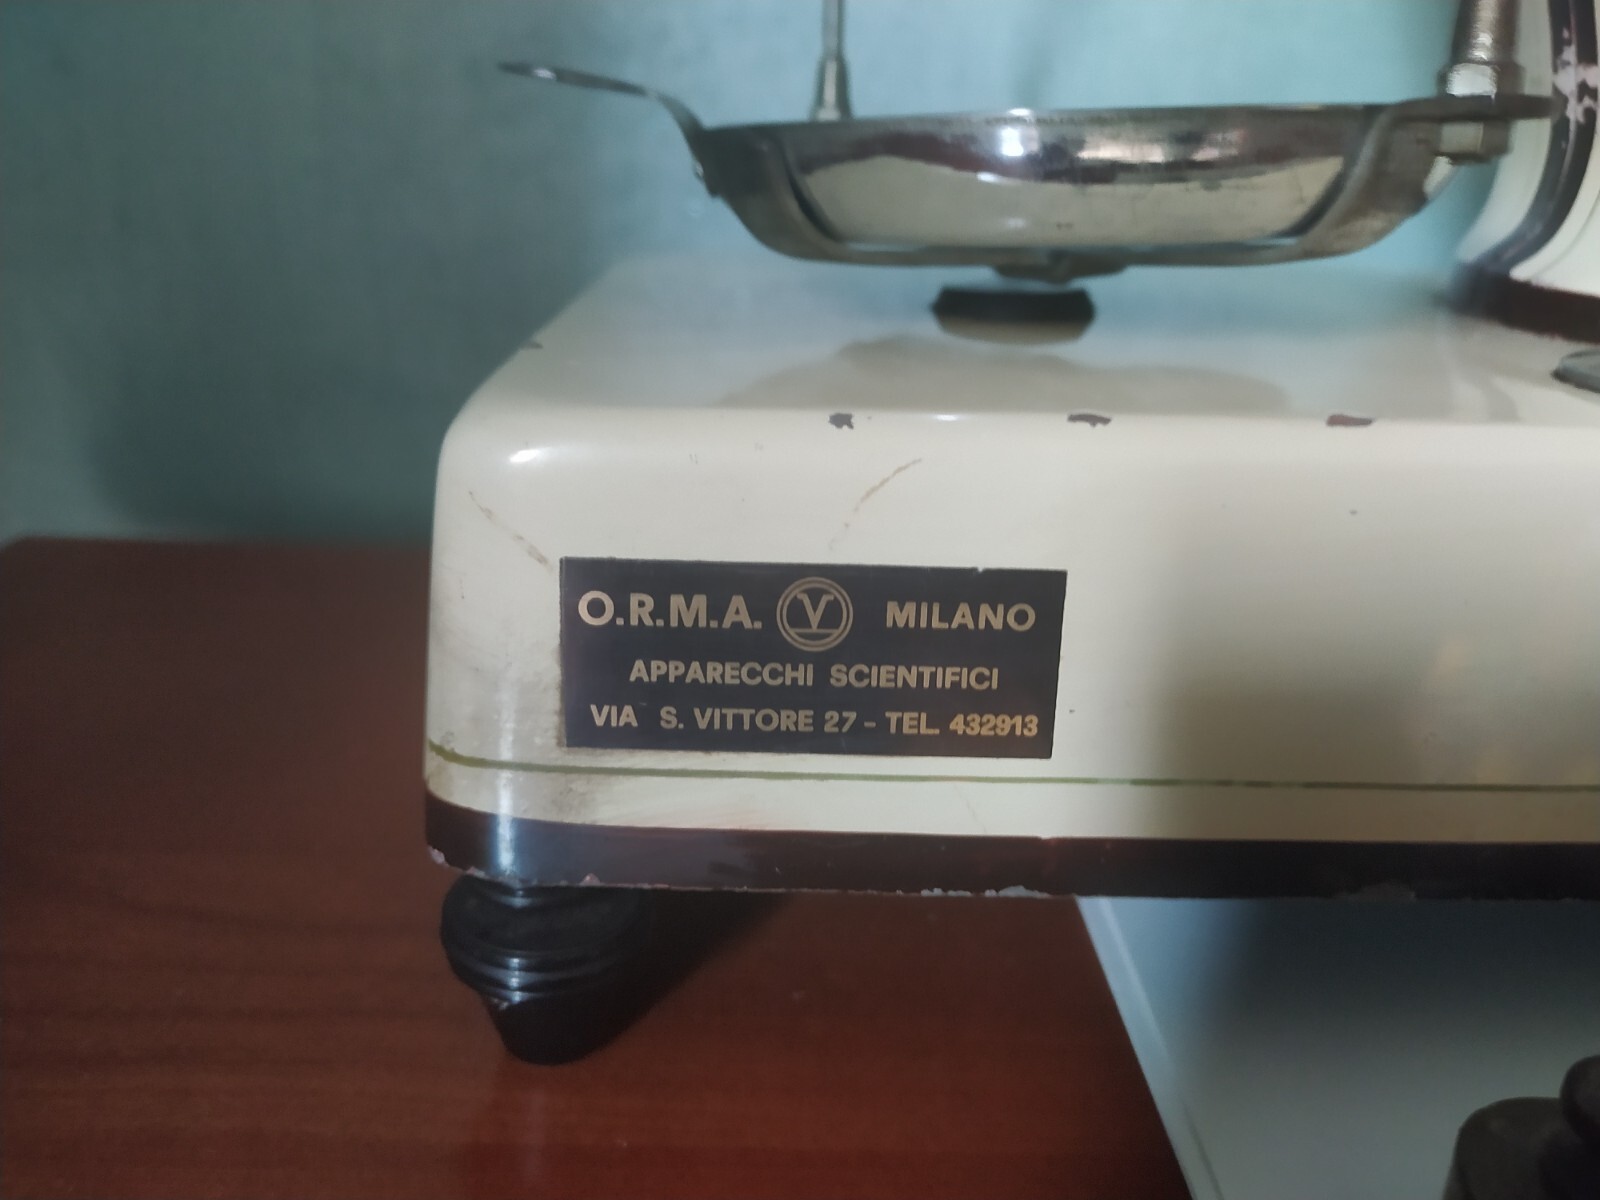 O.R.M.A. V MILANO
APPARECCHI SCIENTIFICI
VIA S. VITTORE 27 - TEL. 432913